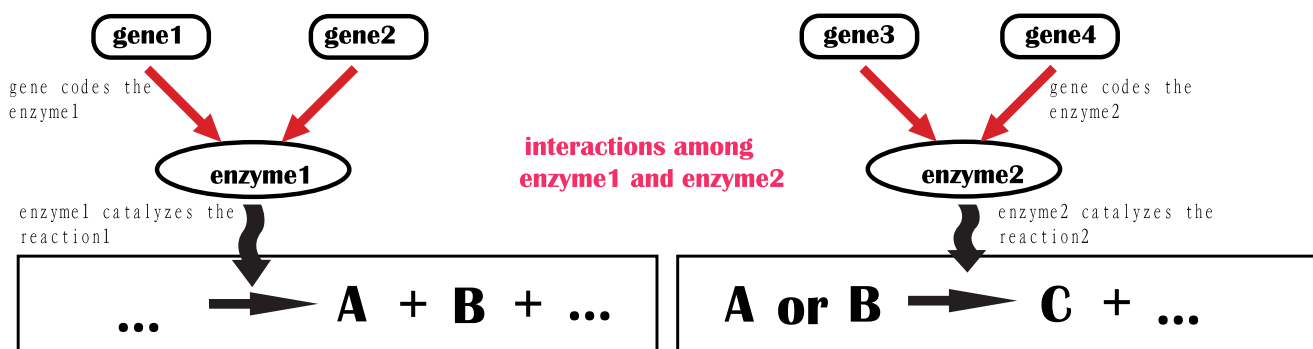 gene1
gene2
gene3
gene4
gene codes the
enzyme1
gene codes the
enzyme2
interactions among
enzyme1 and enzyme2
enzyme1
enzyme2
enzyme1 catalyzes the
reaction1
enzyme2 catalyzes the
reaction2
... A + B + ...
A or B C + ...